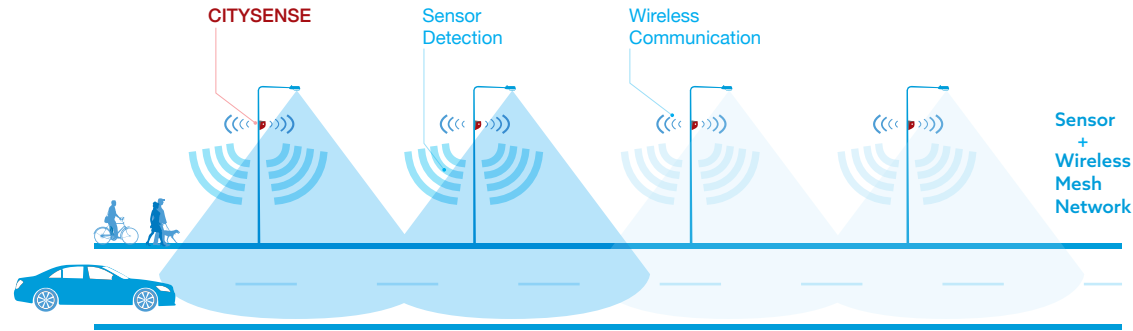 CITYSENSE
Sensor
Detection
Wireless
Communication
Sensor
+
Wireless
Mesh
Network